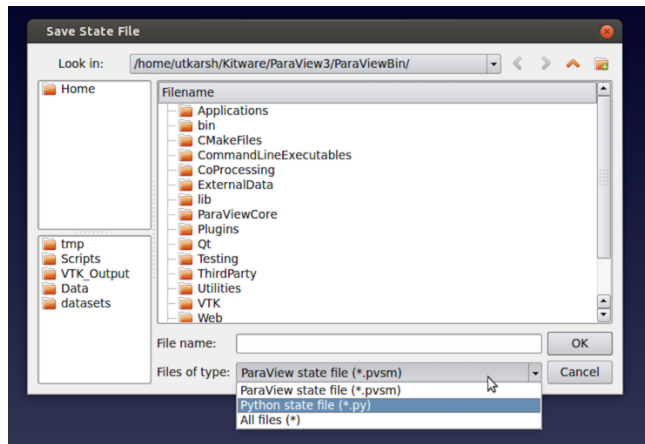 Save State File
Look in: /home/utkarsh/Kitware/ParaView3/ParaViewBin/
Home
Filename
Applications
bin
CMakeFiles
CommandLineExecutables
CoProcessing
ExternalData
lib
ParaViewCore
Plugins
Qt
Testing
ThirdParty
Utilities
VTK
Web
tmp
Scripts
VTK_Output
Data
datasets
File name: OK
Files of type: ParaView state file (*.pvsm) Cancel
ParaView state file (*.pvsm)
Python state file (*.py)
All files (*)